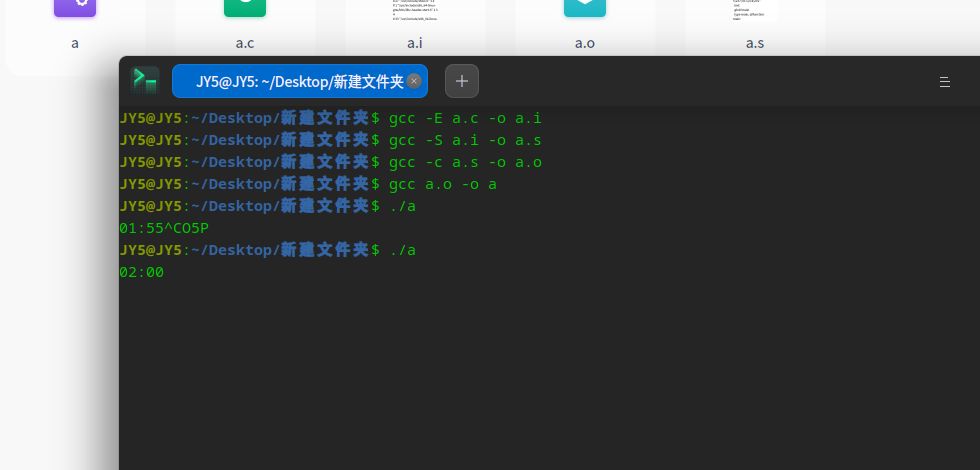 a
a.c
a.i
a.o
a.s
JY5@JY5: ~/Desktop/新建文件夹
JY5@JY5:~/Desktop/新建文件夹$ gcc -E a.c -o a.i
JY5@JY5:~/Desktop/新建文件夹$ gcc -S a.i -o a.s
JY5@JY5:~/Desktop/新建文件夹$ gcc -c a.s -o a.o
JY5@JY5:~/Desktop/新建文件夹$ gcc a.o -o a
JY5@JY5:~/Desktop/新建文件夹$ ./a
01:55^CO5P
JY5@JY5:~/Desktop/新建文件夹$ ./a
02:00